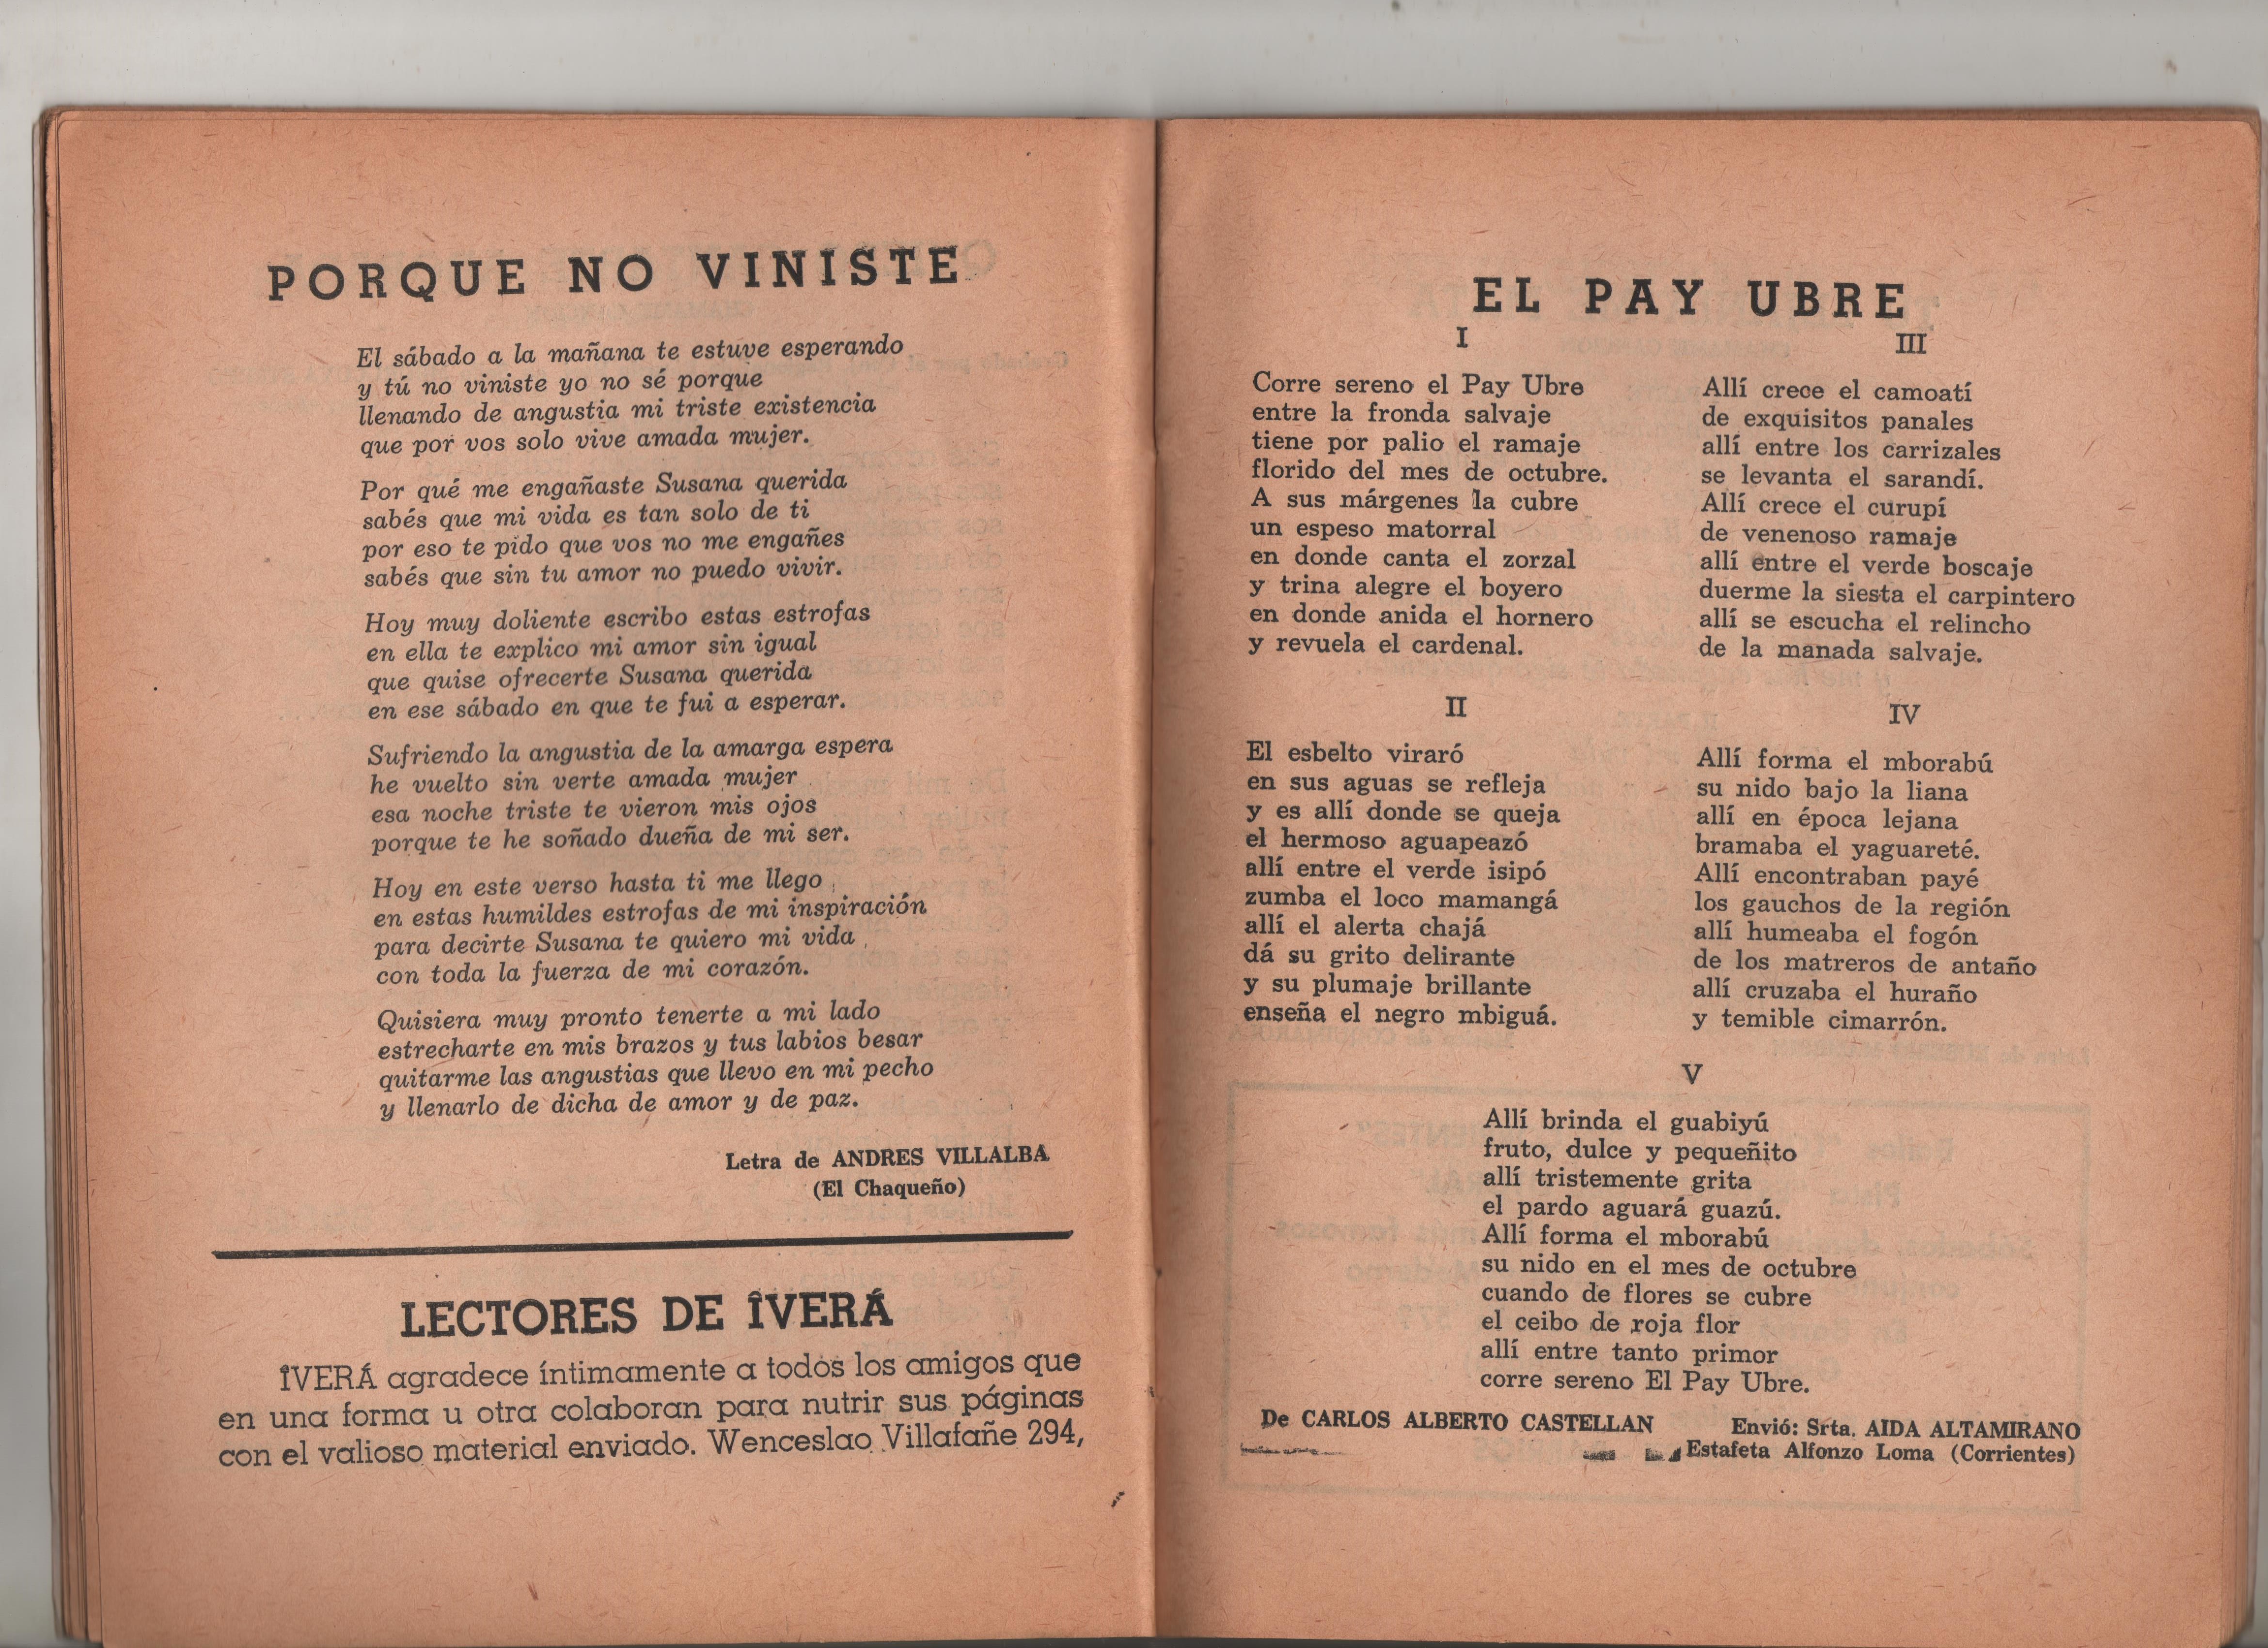 PORQUE NO VINISTE
El sábado a la mañana te estuve esperando
y tú no viniste yo no sé porque
llenando de angustia mi triste existencia
que por vos solo vive amada mujer.
Por qué me engañaste Susana querida
sabés que mi vida es tan solo de ti
por eso te pido que vos no me engañes
sabés que sin tu amor no puedo vivir.
Hoy muy doliente escribo estas estrofas
en ella te explico mi amor sin igual
que quise ofrecerte Susana querida
en ese sábado en que te fui a esperar.
Sufriendo la angustia de la amarga espera
he vuelto sin verte amada mujer
esa noche triste te vieron mis ojos
porque te he soñado dueña de mi ser.
Hoy en este verso hasta ti me llego
en estas humildes estrofas de mi inspiración
para decirte Susana te quiero mi vida
con toda la fuerza de mi corazón.
Quisiera muy pronto tenerte a mi lado
estrecharte en mis brazos y tus labios besar
quitarme las angustias que llevo en mi pecho
y llenarlo de dicha de amor y de paz.
Letra de ANDRES VILLALBA
(El Chaqueño)
LECTORES DE ÎVERÁ
ÎVERÁ agradece íntimamente a todos los amigos que
en una forma u otra colaboran para nutrir sus páginas
con el valioso material enviado. Wenceslao Villafañe 294,
EL PAY UBRE
I
Corre sereno el Pay Ubre
entre la fronda salvaje
tiene por palio el ramaje
florido del mes de octubre.
A sus márgenes la cubre
un espeso matorral
en donde canta el zorzal
y trina alegre el boyero
en donde anida el hornero
y revuela el cardenal.
II
El esbelto viraró
en sus aguas se refleja
y es allí donde se queja
el hermoso aguapeazó
allí entre el verde isipó
zumba el loco mamangá
allí el alerta chajá
dá su grito delirante
y su plumaje brillante
enseña el negro mbiguá.
III
Allí crece el camoatí
de exquisitos panales
allí entre los carrizales
se levanta el sarandí.
Allí crece el curupí
de venenoso ramaje
allí entre el verde boscaje
duerme la siesta el carpintero
allí se escucha el relincho
de la manada salvaje.
IV
Allí forma el mborabú
su nido bajo la liana
allí en época lejana
bramaba el yaguareté.
Allí encontraban payé
los gauchos de la región
allí humeaba el fogón
de los matreros de antaño
allí cruzaba el huraño
y temible cimarrón.
V
Allí brinda el guabiyú
fruto, dulce y pequeñito
allí tristemente grita
el pardo aguará guazú.
Allí forma el mborabú
su nido en el mes de octubre
cuando de flores se cubre
el ceibo de roja flor
allí entre tanto primor
corre sereno El Pay Ubre.
De CARLOS ALBERTO CASTELLAN
Envió: Srta. AIDA ALTAMIRANO
Estafeta Alfonzo Loma (Corrientes)